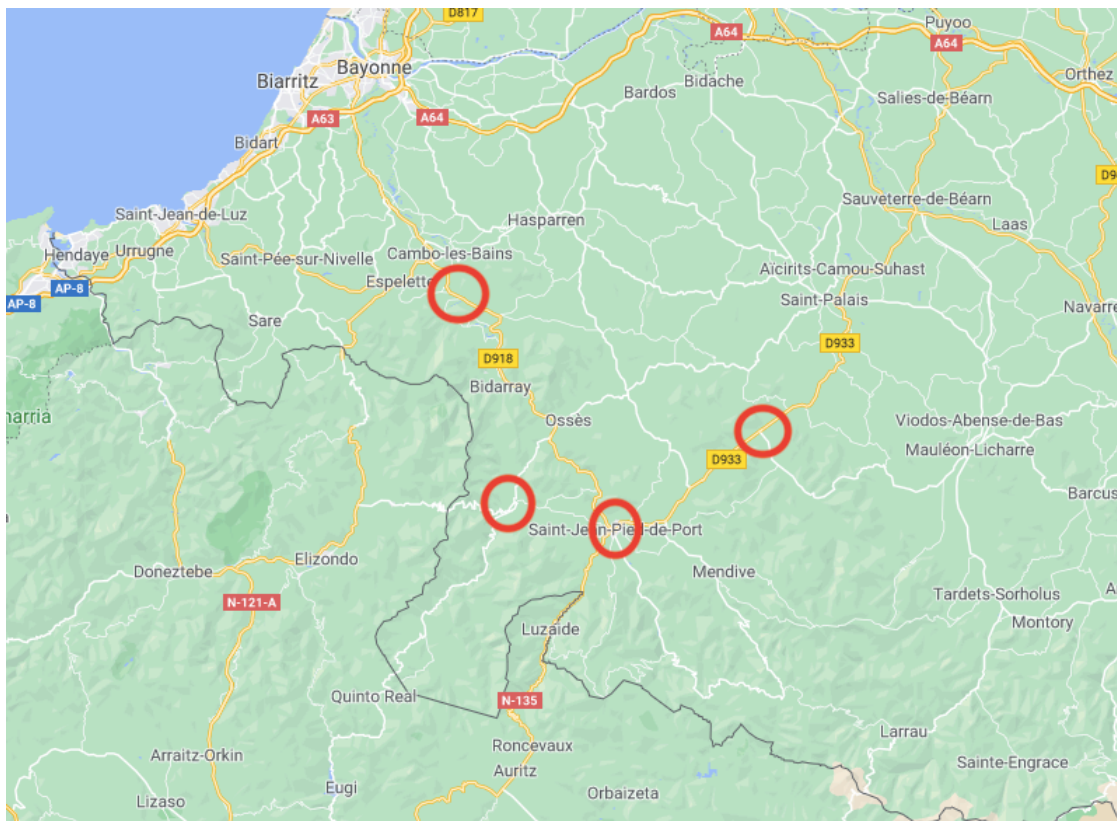 D817
Puyoo
A64
A64
Bayonne
Biarritz
Orthez
Bidache
Bardos
Salies-de-Béarn
A63
A64
Bidart
Sauveterre-de-Béarn
Saint-Jean-de-Luz
Hasparren
Laas
Hendaye
Urrugne
Saint-Pée-sur-Nivelle
Cambo-les-Bains
Aïcirits-Camou-Suhast
Espelette
AP-8
AP-8
Saint-Palais
Navarre
Sare
D933
D918
Bidarray
Ossès
Viodos-Abense-de-Bas
Mauléon-Licharre
D933
Barcus
Saint-Jean-Pied-de-Port
Elizondo
Doneztebe
Mendive
N-121-A
Tardets-Sorholus
Montory
Luzaide
Quinto Real
N-135
Larrau
Roncevaux
Arraitz-Orkin
Sainte-Engrace
Auritz
Eugi
Orbaizeta
Lizaso